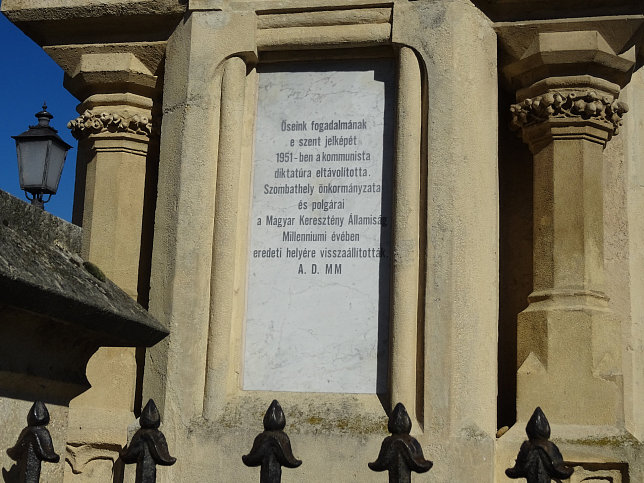 Őseink fogadalmának
e szent jelképét
1951-ben a kommunista
diktatúra eltávolította.
Szombathely önkormányzata
és polgárai
a Magyar Keresztény Államiság
Millenniumi évében
eredeti helyére visszaállították.
A. D. MM